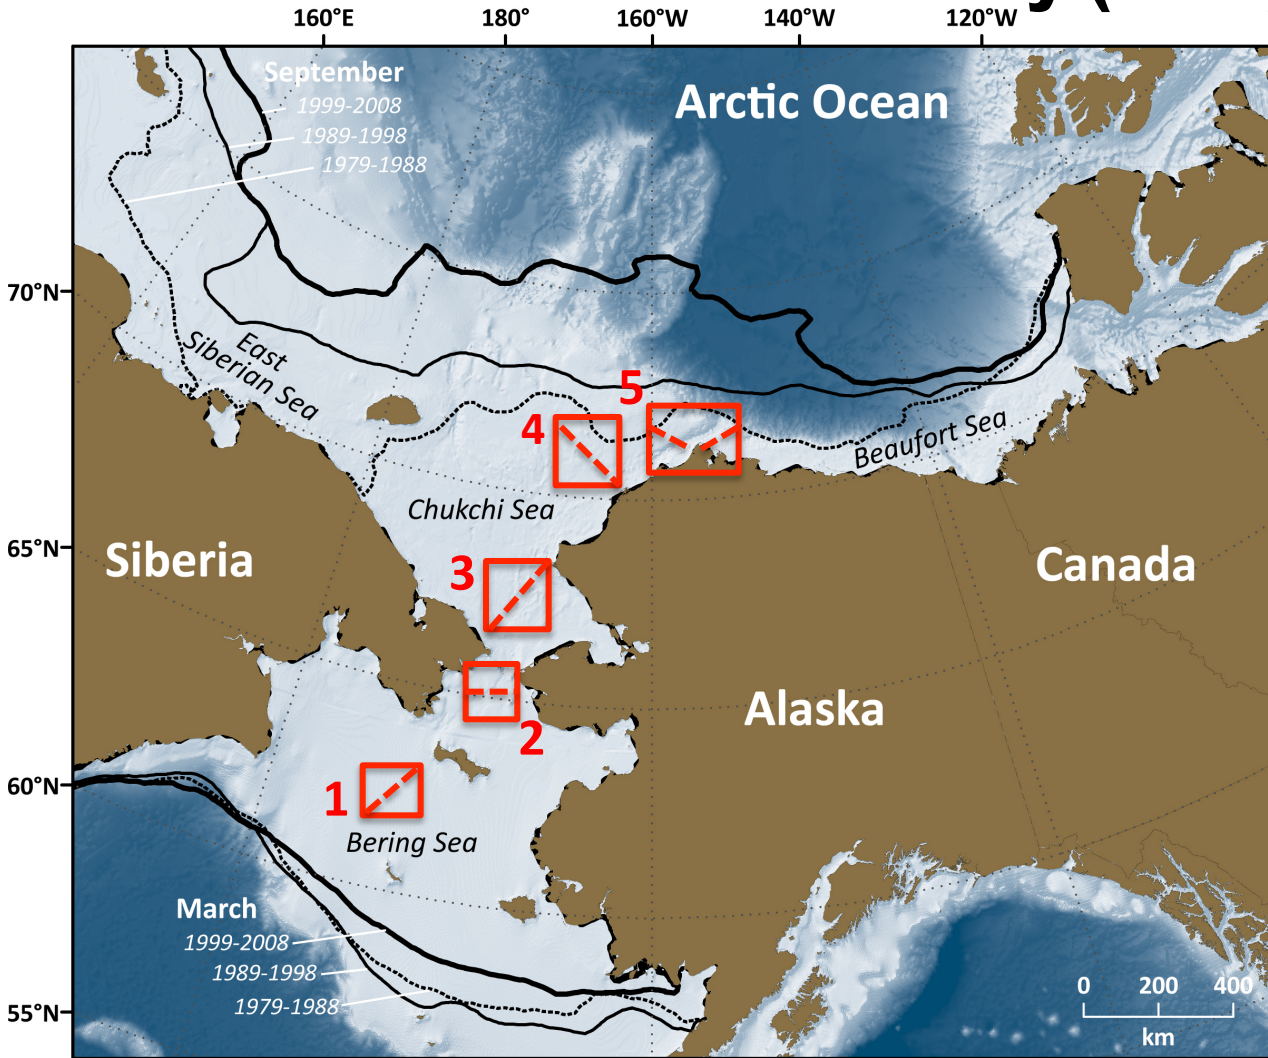 160°E 180° 160°W 140°W 120°W
September
1999-2008
1989-1998
1979-1988
Arctic Ocean
70°N
East
Siberian Sea
5
4
Beaufort Sea
Chukchi Sea
65°N
Siberia
Canada
3
Alaska
2
60°N
1
Bering Sea
March
1999-2008
1989-1998
1979-1988
0 200 400
km
55°N